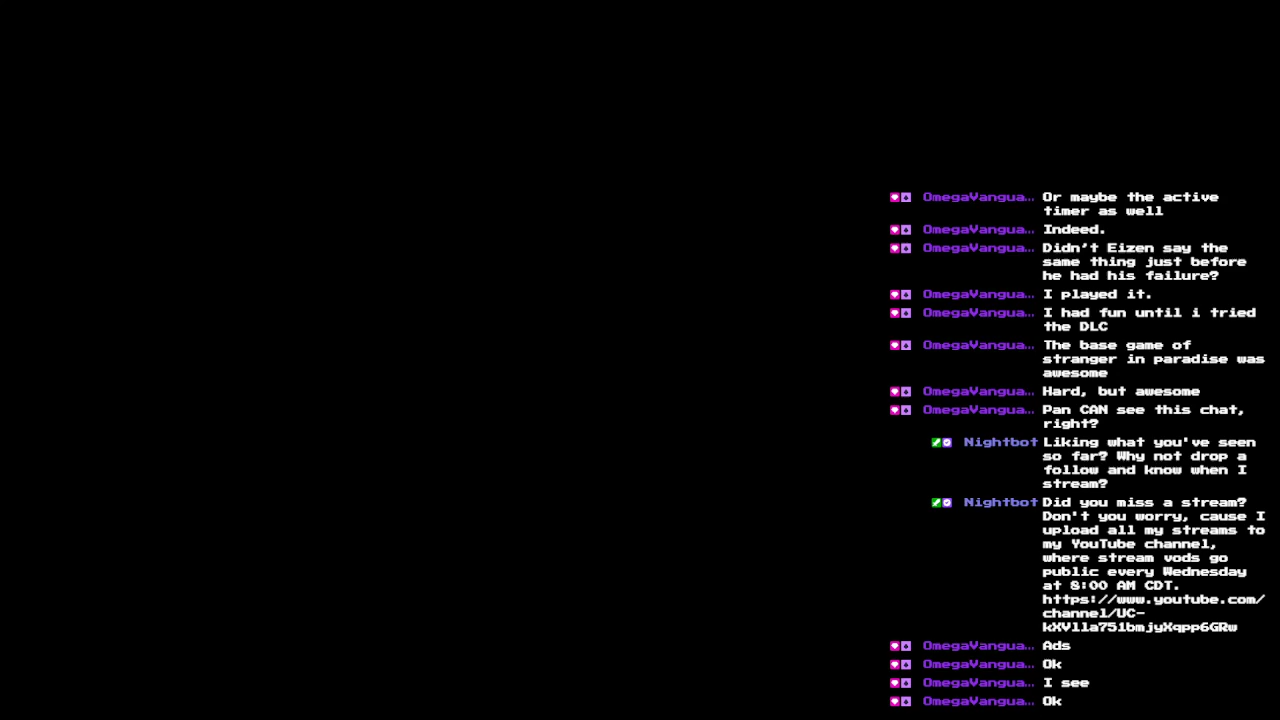 OmegaVangua... Or maybe the active
timer as well
OmegaVangua... Indeed.
OmegaVangua... Didn't Eizen say the
same thing just before
he had his failure?
OmegaVangua... I played it.
OmegaVangua... I had fun until i tried
the DLC
OmegaVangua... The base game of
stranger in paradise was
awesome
OmegaVangua... Hard, but awesome
OmegaVangua... Pan CAN see this chat,
right?
Nightbot Liking what you've seen
so far? Why not drop a
follow and know when I
stream?
Nightbot Did you miss a stream?
Don't you worry, cause I
upload all my streams to
my YouTube channel,
where stream vods go
public every Wednesday
at 8:00 AM CDT.
https://www.youtube.com/
channel/UC-
kXVlla751bmjyXqpp6GRw
OmegaVangua... Ads
OmegaVangua... Ok
OmegaVangua... I see
OmegaVangua... Ok